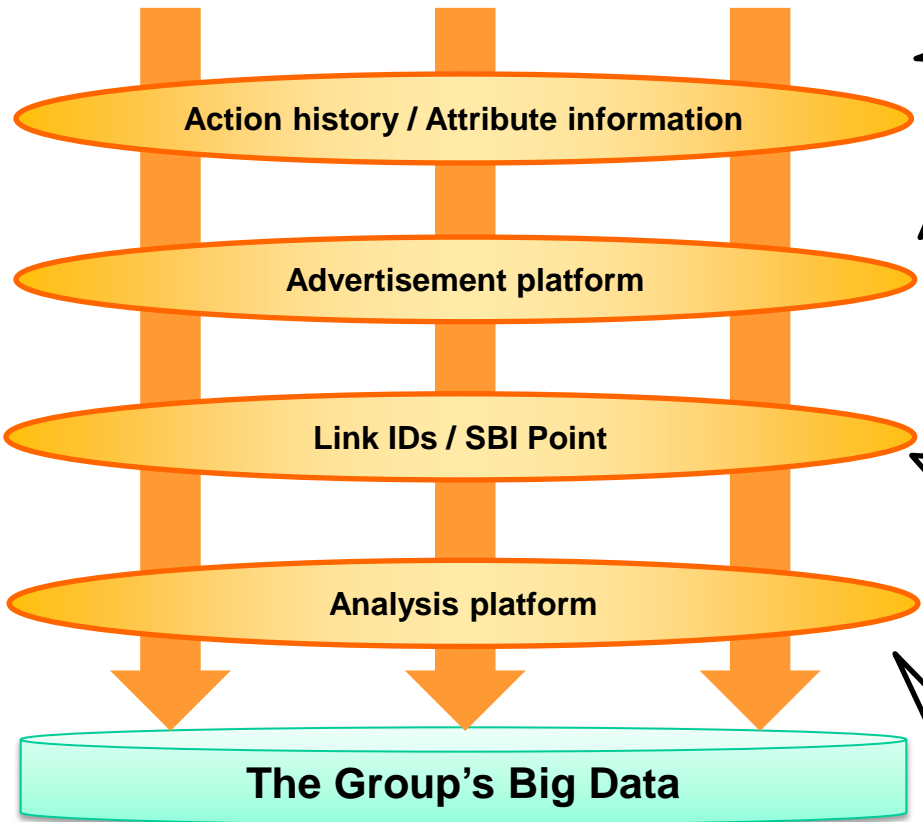 Action history / Attribute information
Advertisement platform
Link IDs / SBI Point
Analysis platform
The Group’s Big Data